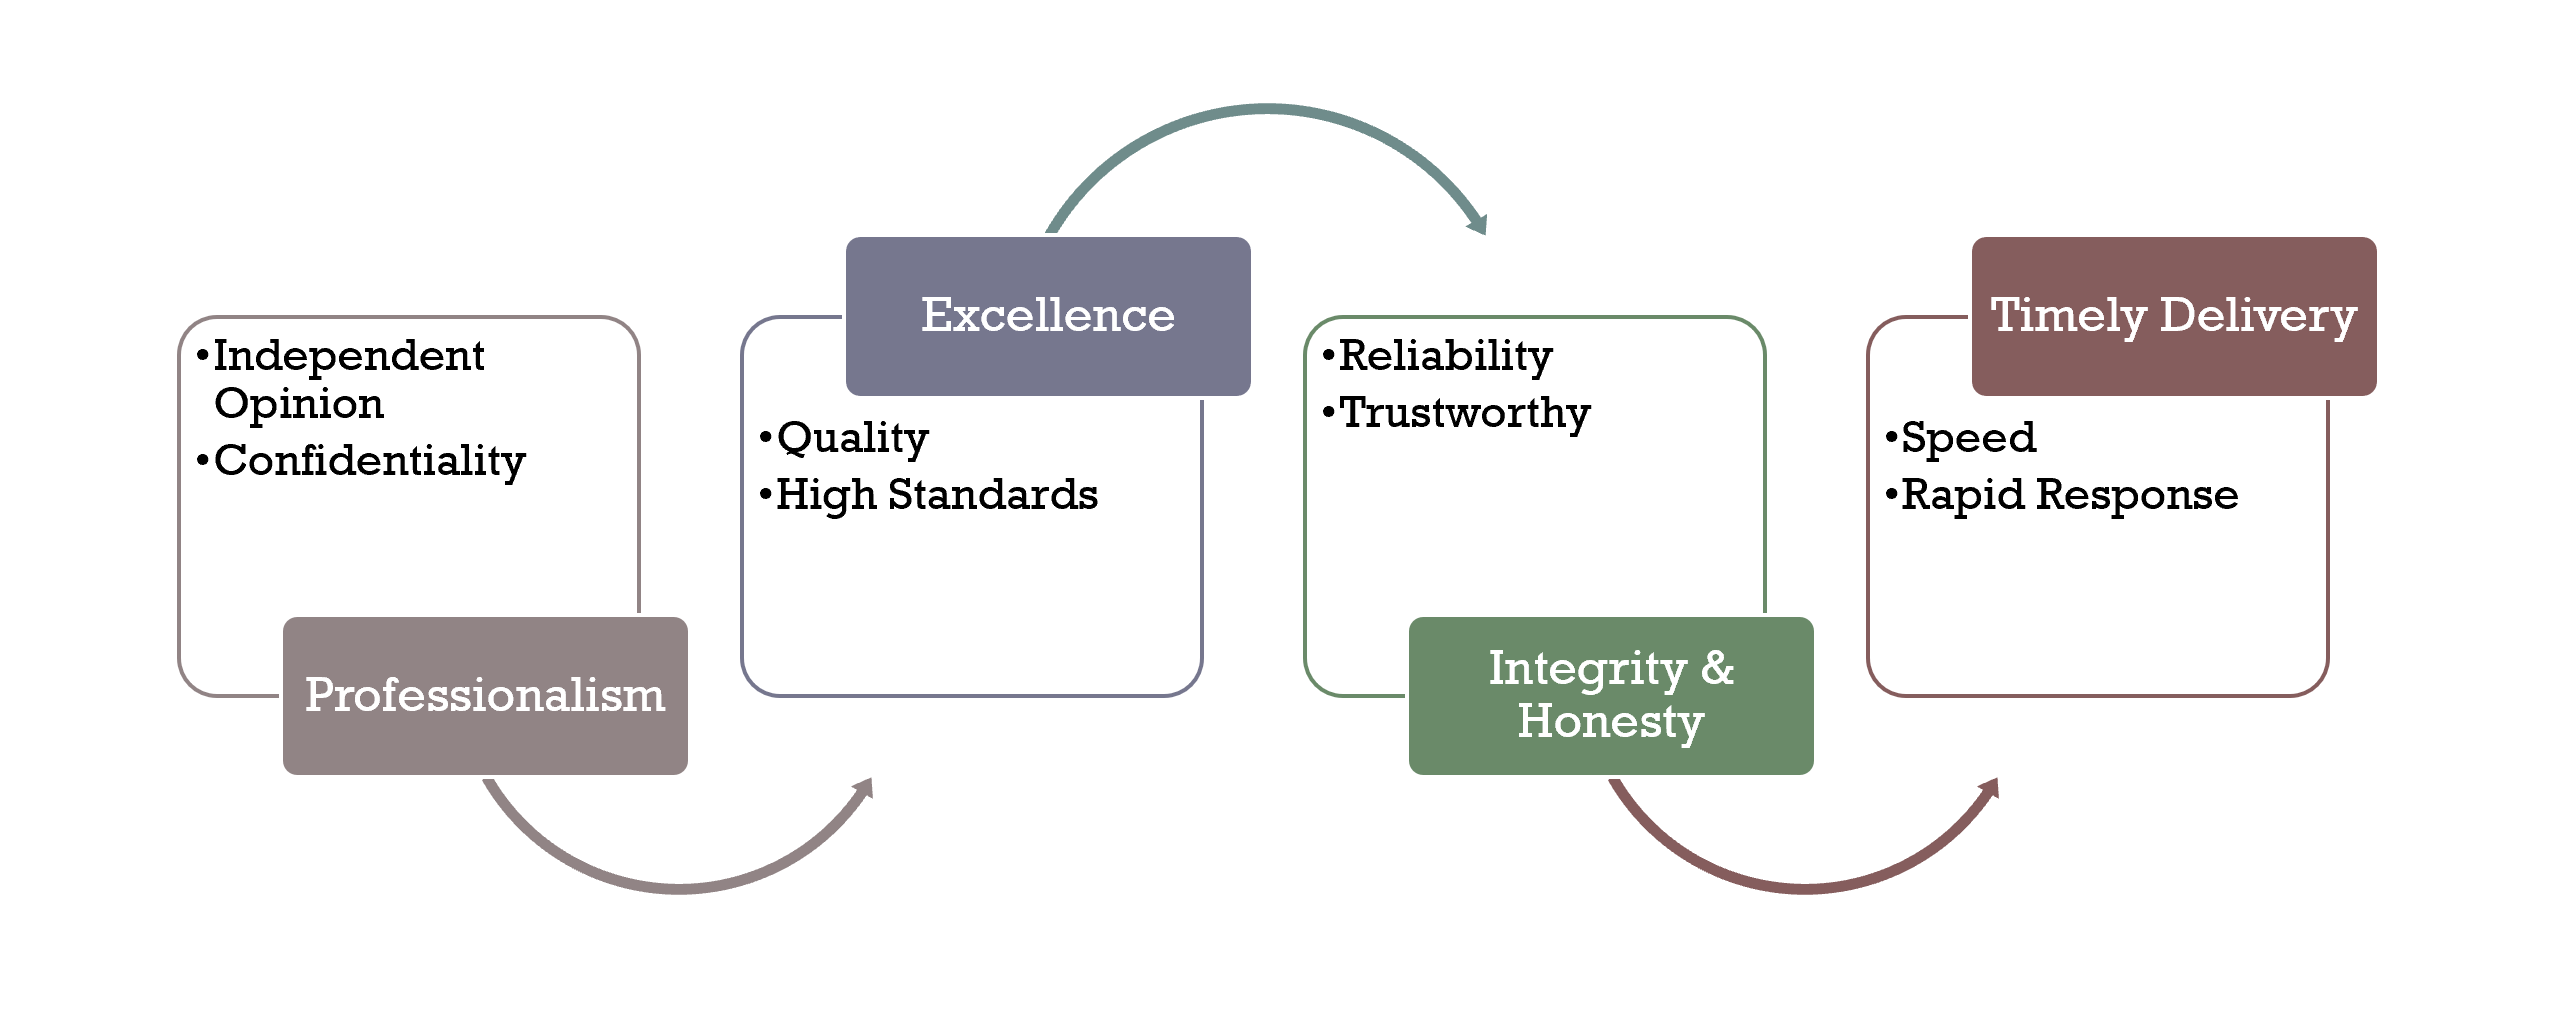 •Independent
Opinion
•Confidentiality
Professionalism
Excellence
•Quality
•High Standards
•Reliability
•Trustworthy
Integrity &
Honesty
Timely Delivery
•Speed
•Rapid Response